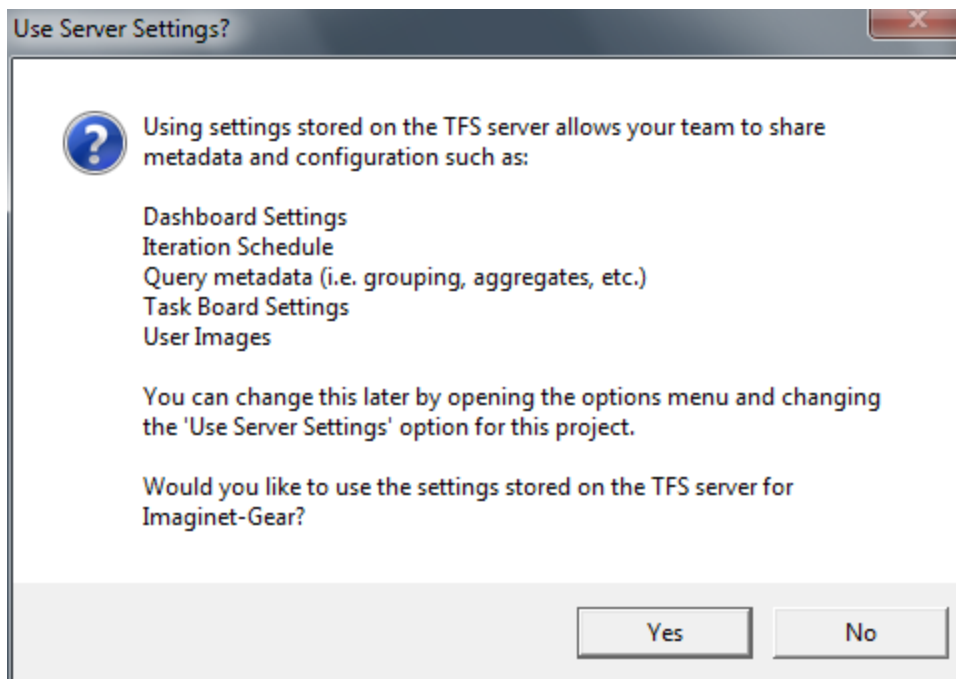 Use Server Settings?
Using settings stored on the TFS server allows your team to share
metadata and configuration such as:
Dashboard Settings
Iteration Schedule
Query metadata (i.e. grouping, aggregates, etc.)
Task Board Settings
User Images
You can change this later by opening the options menu and changing
the 'Use Server Settings' option for this project.
Would you like to use the settings stored on the TFS server for
Imaginet-Gear?
Yes
No